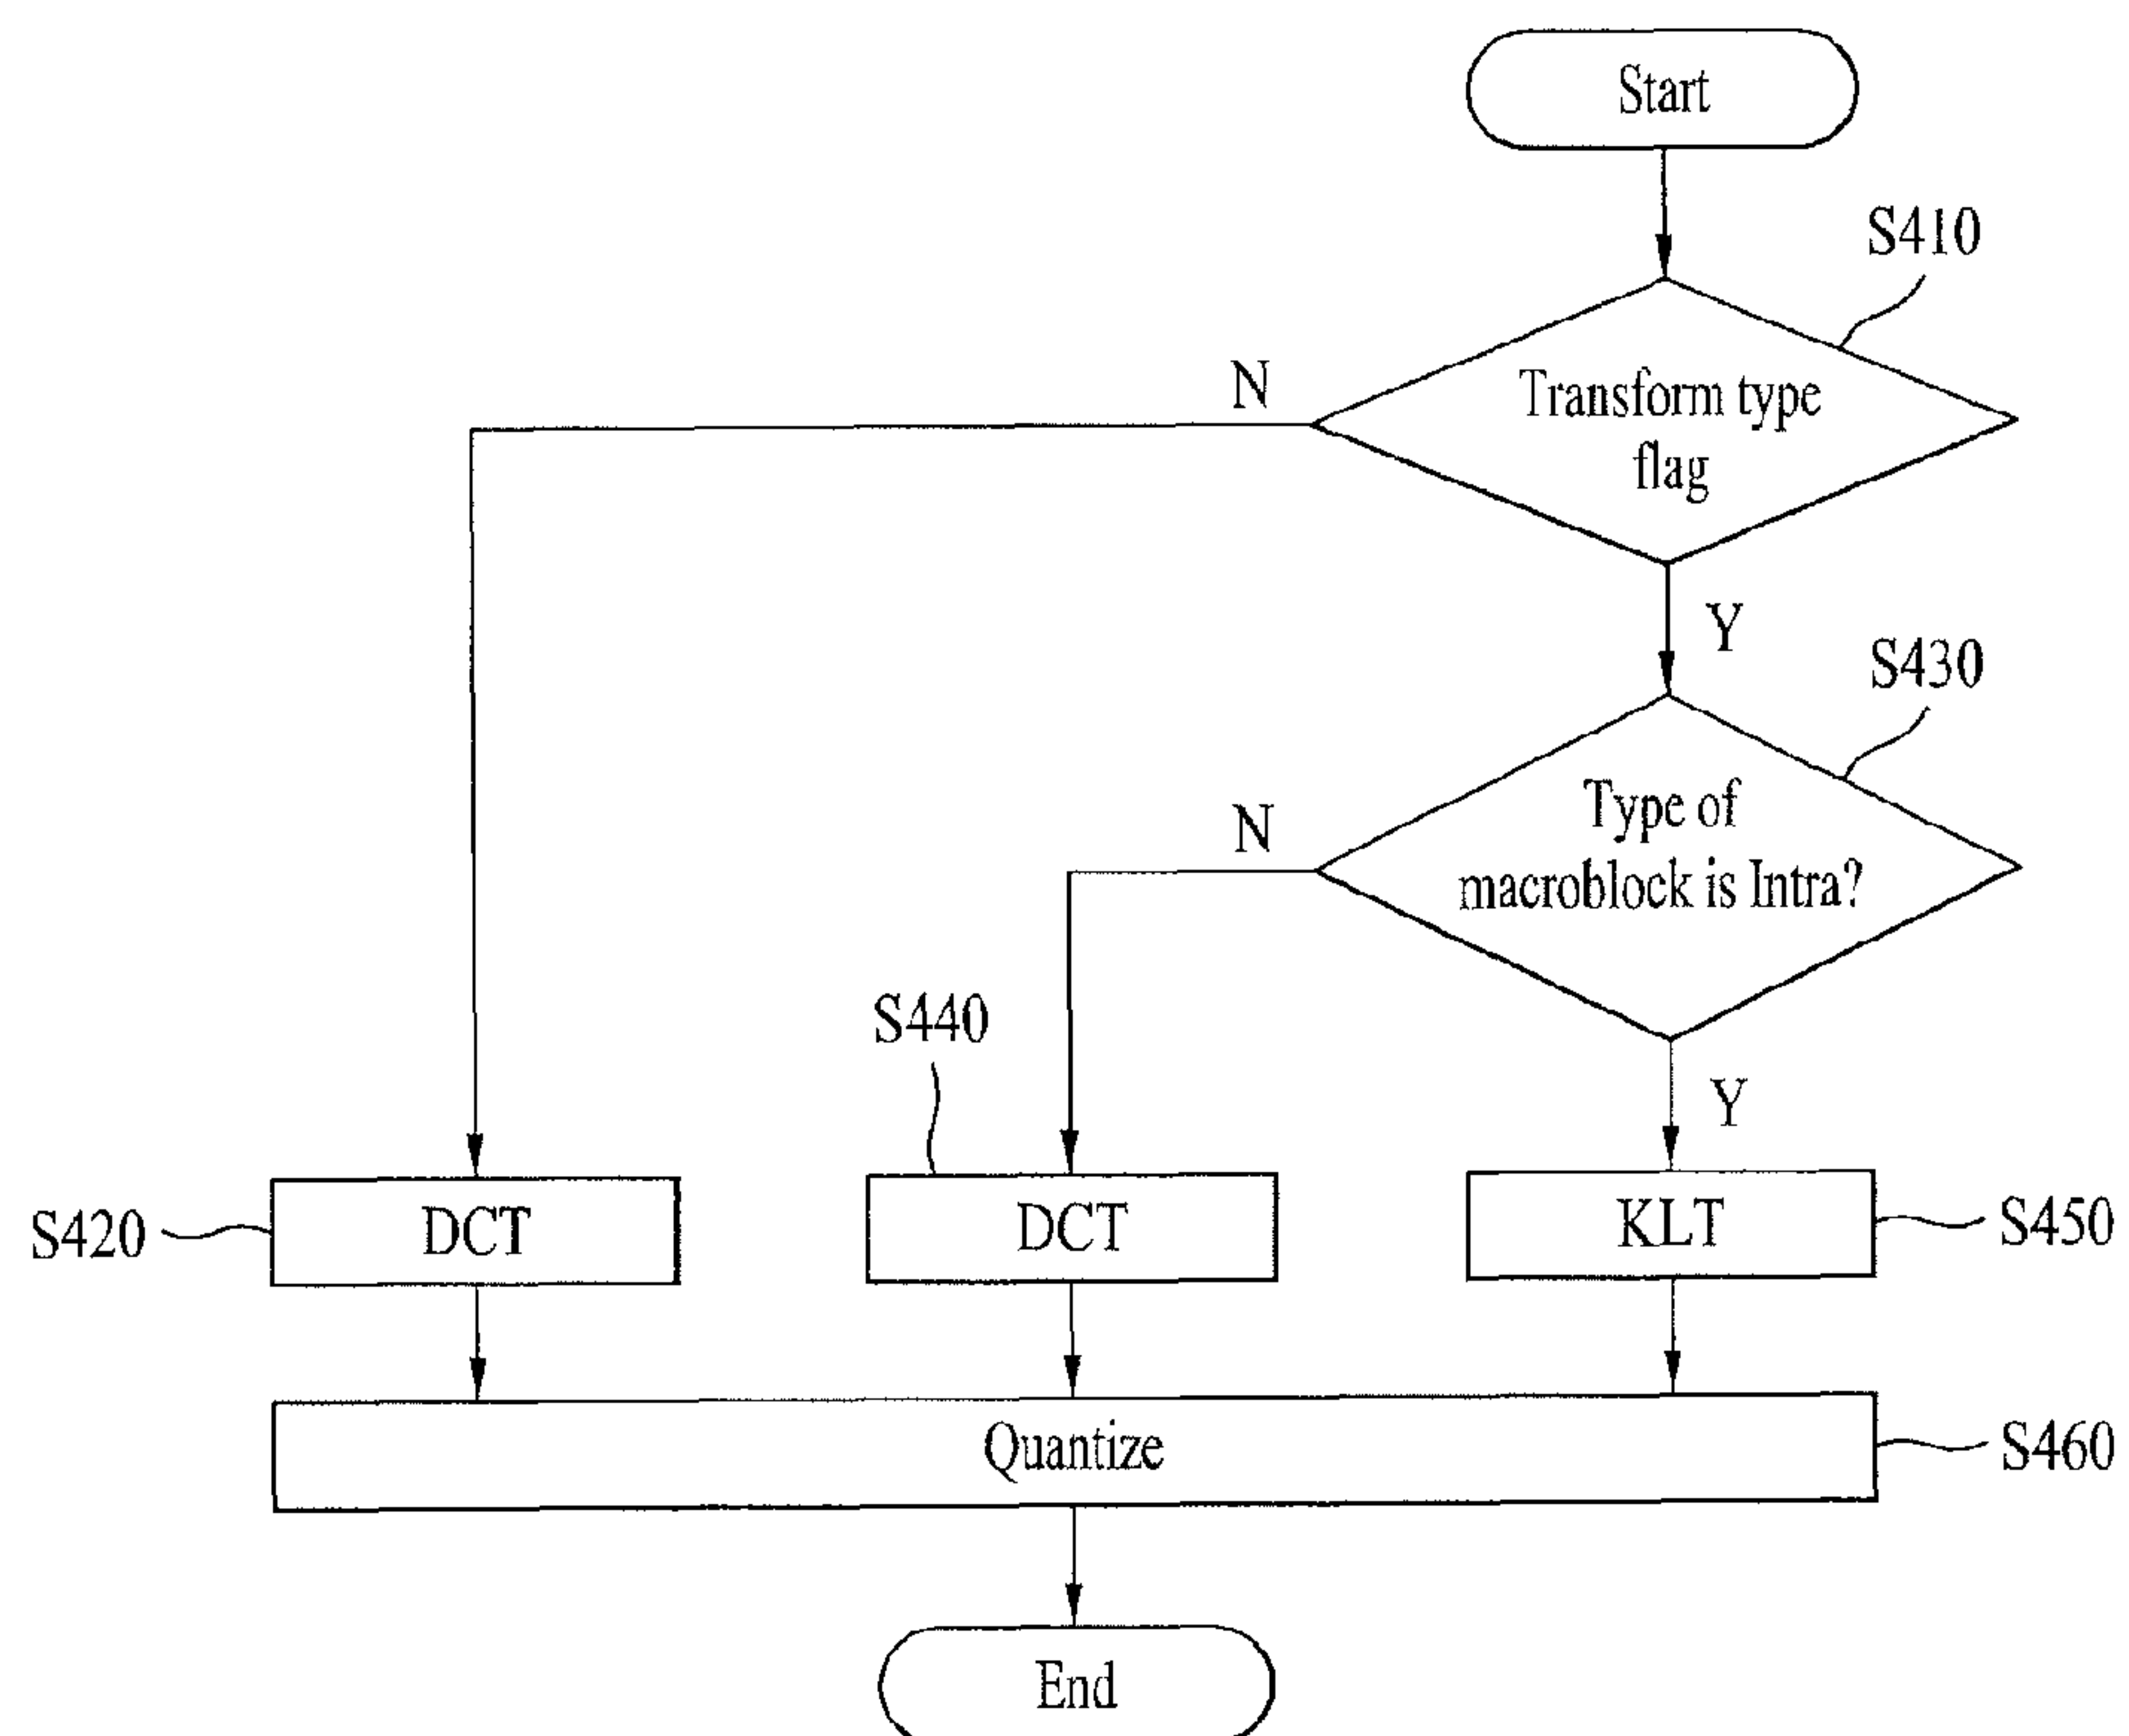 Start
S410
N
Transform type
flag
Y
S430
Type of
macroblock is Intra?
N
S440
Y
S420
DCT
DCT
KLT
S450
Quantize
S460
End